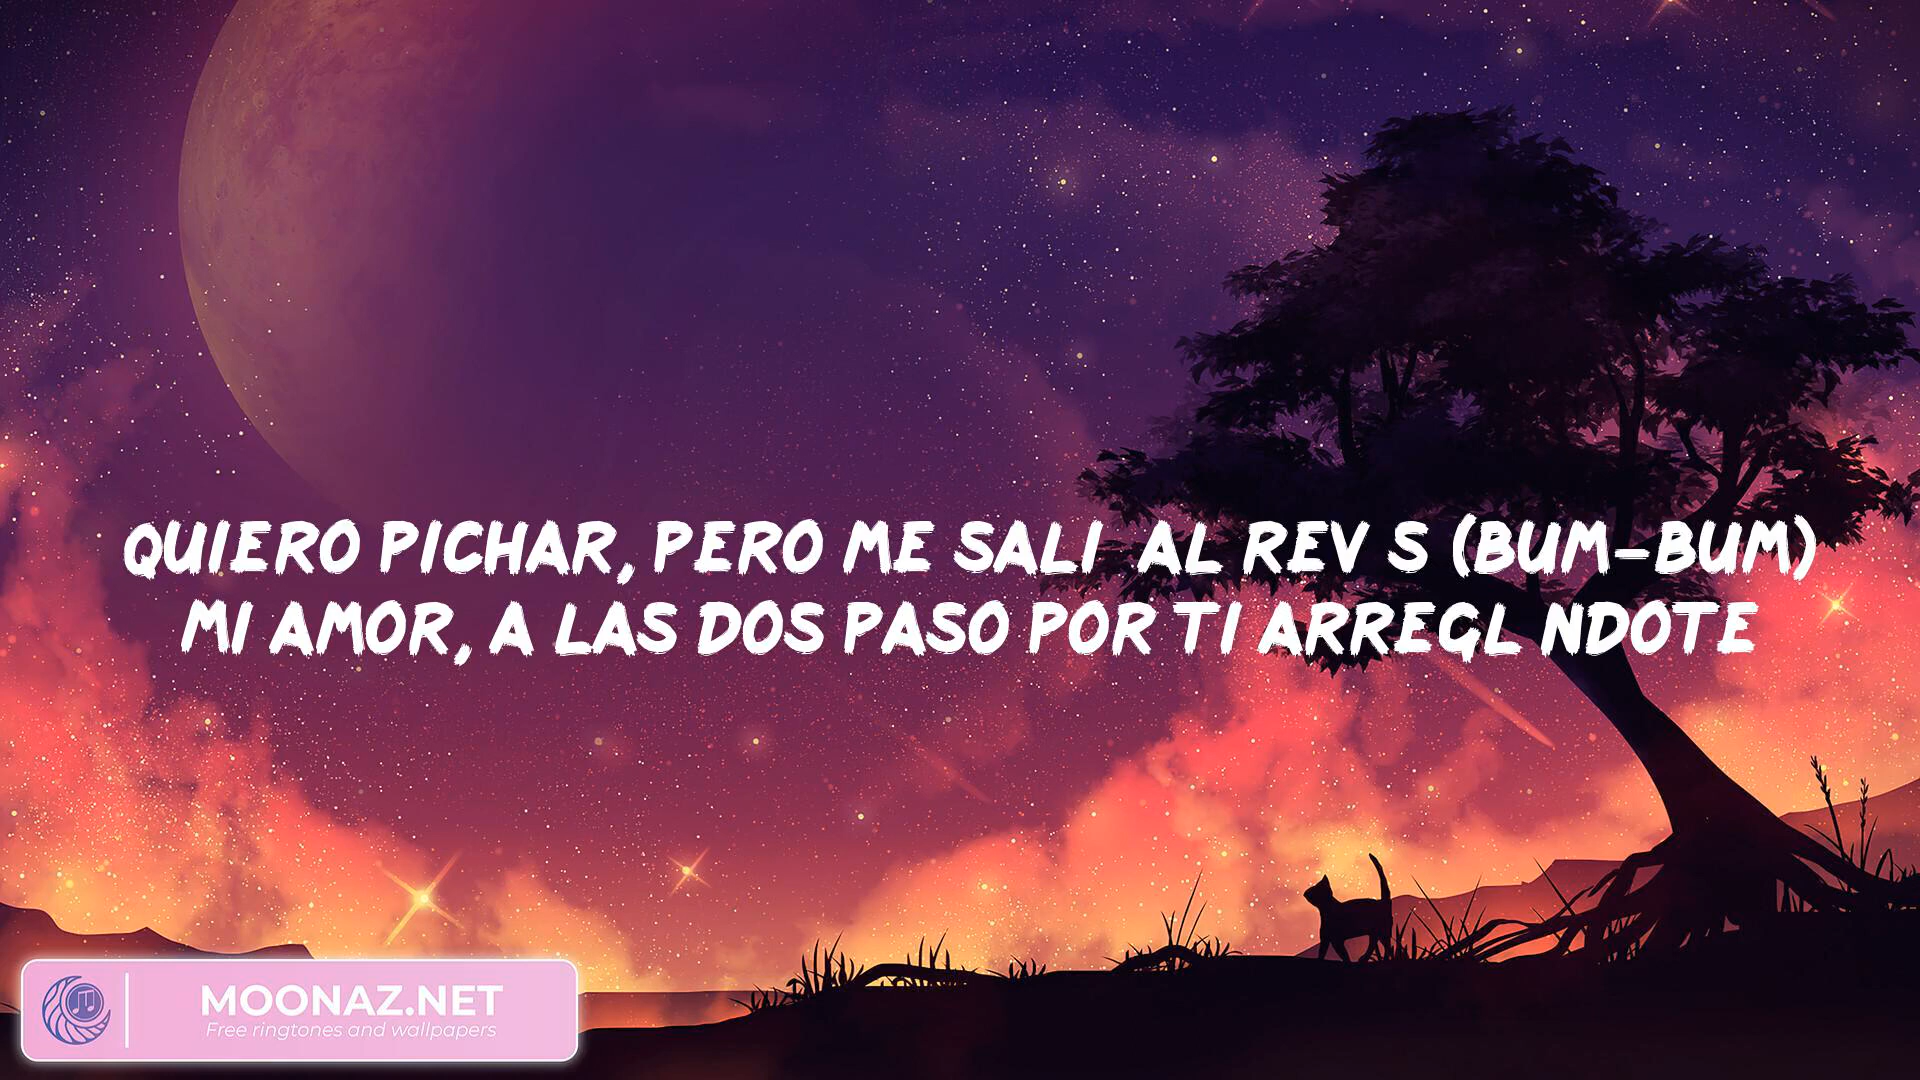 QUIERO PICHAR, PERO ME SALI AL REV S (BUM-BUM)
MI AMOR, A LAS DOS PASO POR TI ARREGL NDOTE
MOONAZ.NET
Free ringtones and wallpapers